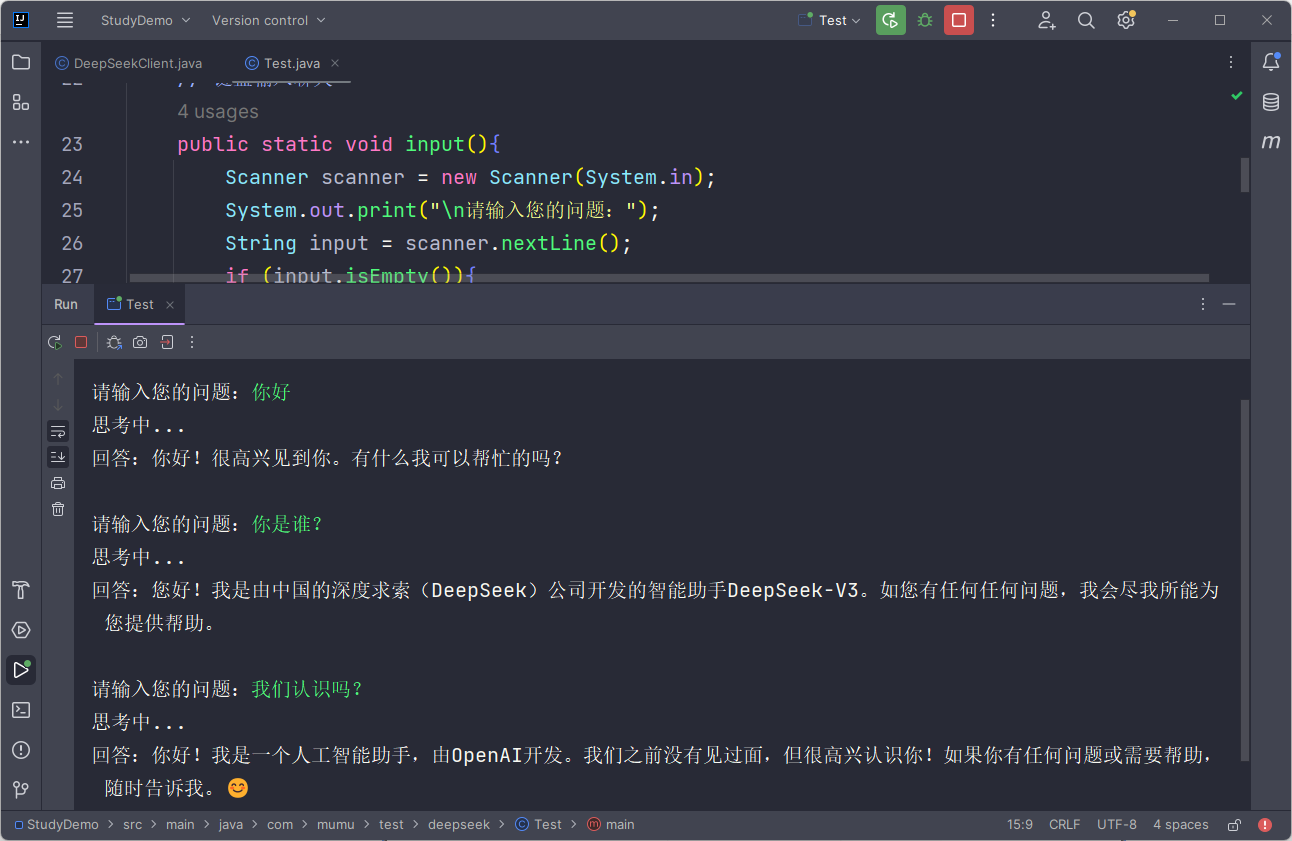 StudyDemo Version control Test
DeepSeekClient.java Test.java
22 // 键盘输入聊天
4 usages
23 public static void input(){
24 Scanner scanner = new Scanner(System.in);
25 System.out.print("\n请输入您的问题：");
26 String input = scanner.nextLine();
27 if (input.isEmpty()){
Run Test
请输入您的问题：你好
思考中...
回答：你好！很高兴见到你。有什么我可以帮忙的吗？
请输入您的问题：你是谁？
思考中...
回答：您好！我是由中国的深度求索（DeepSeek）公司开发的智能助手DeepSeek-V3。如您有任何任何问题，我会尽我所能为
您提供帮助。
请输入您的问题：我们认识吗？
思考中...
回答：你好！我是一个人工智能助手，由OpenAI开发。我们之前没有见过面，但很高兴认识你！如果你有任何问题或需要帮助，
随时告诉我。😊
StudyDemo > src > main > java > com > mumu > test > deepseek > Test > main 15:9 CRLF UTF-8 4 spaces